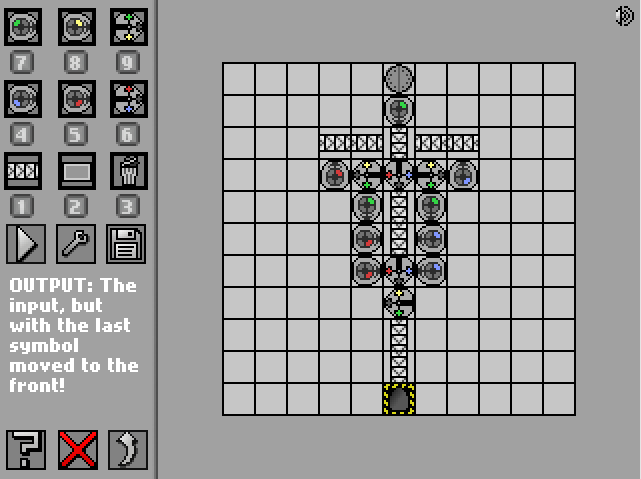 7 8 9
4 5 6
1 2 3
OUTPUT: The
input, but
with the last
symbol
moved to the
front!
?